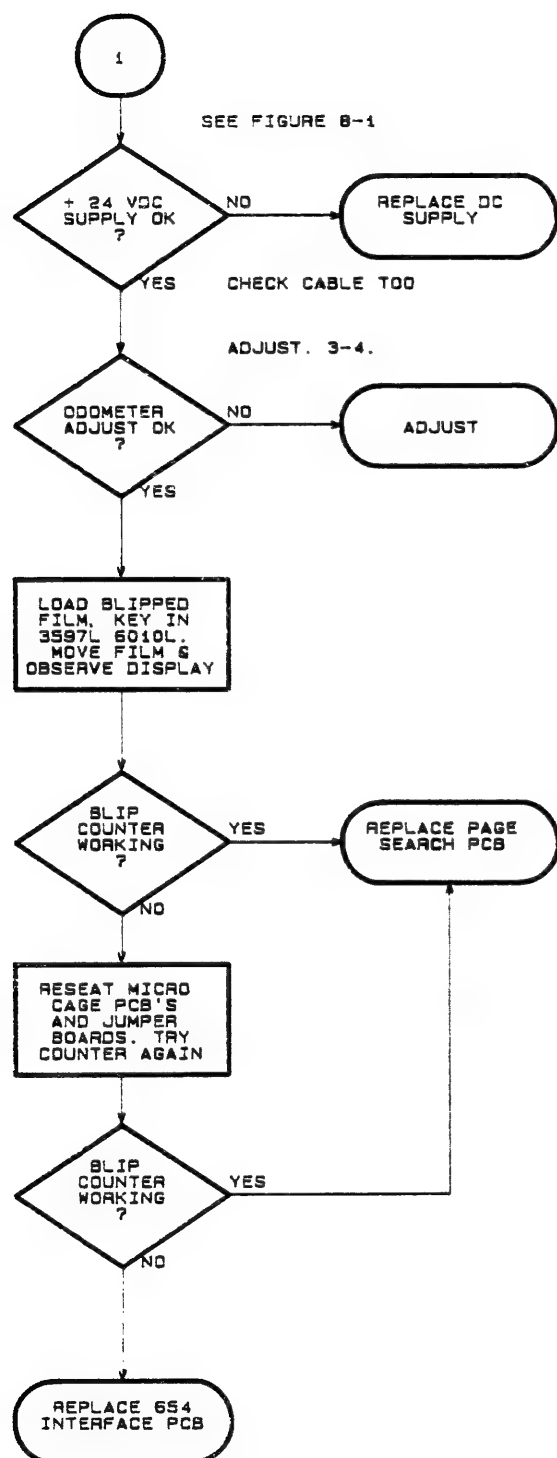 1
SEE FIGURE 8-1
+ 24 VDC
SUPPLY OK
?
NO
REPLACE DC
SUPPLY
YES
CHECK CABLE TOO
ADJUST. 3-4.
ODOMETER
ADJUST OK
?
NO
ADJUST
YES
LOAD BLIPPED
FILM, KEY IN
3597L 6010L.
MOVE FILM &
OBSERVE DISPLAY
BLIP
COUNTER
WORKING
?
YES
REPLACE PAGE
SEARCH PCB
NO
RESEAT MICRO
CAGE PCB'S
AND JUMPER
BOARDS. TRY
COUNTER AGAIN
BLIP
COUNTER
WORKING
?
YES
NO
REPLACE 654
INTERFACE PCB